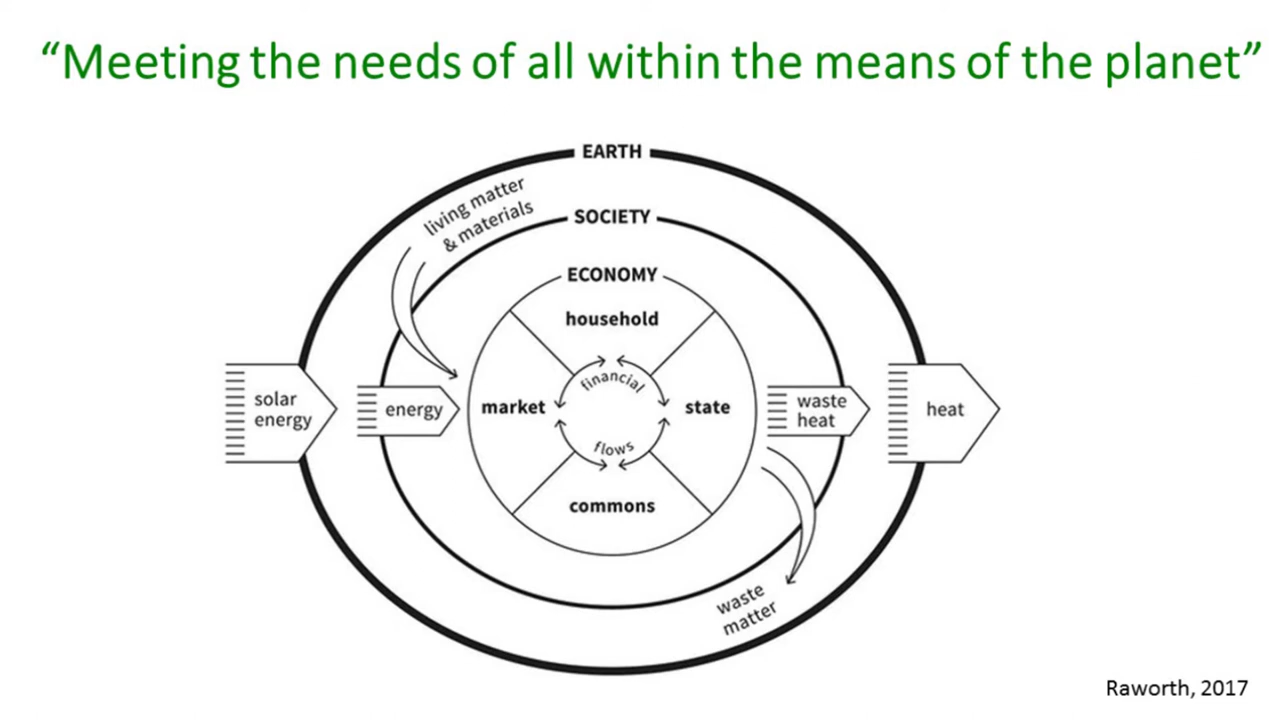 “Meeting the needs of all within the means of the planet”
EARTH
living matter
& materials
SOCIETY
ECONOMY
household
financial
solar
energy
energy
market
state
waste
heat
heat
flows
commons
waste
matter
Raworth, 2017